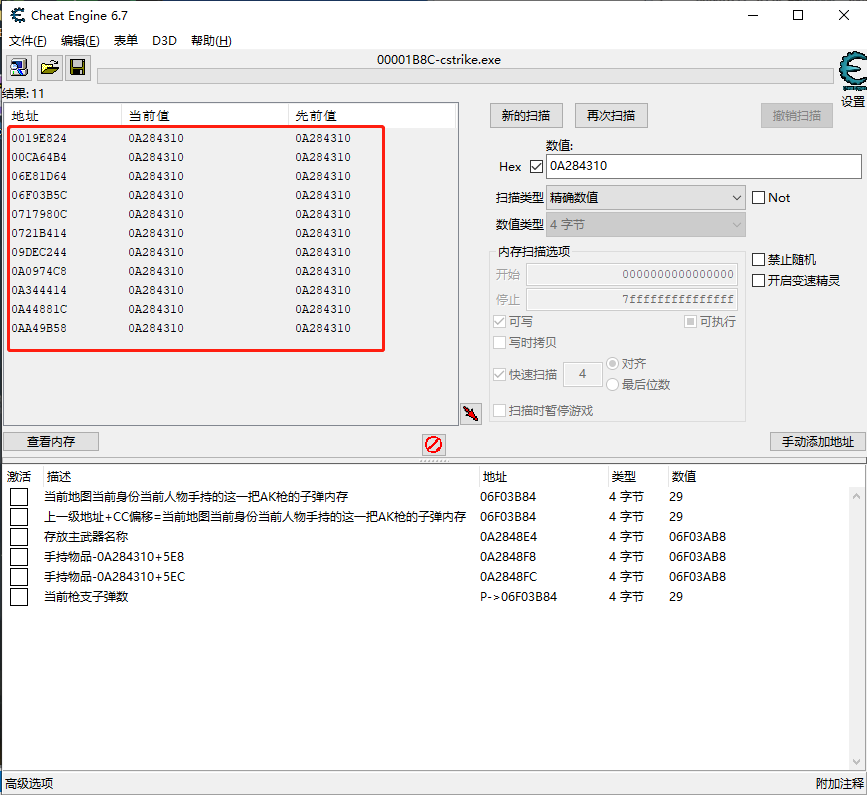 Cheat Engine 6.7
文件(F) 编辑(E) 表单 D3D 帮助(H)
00001B8C-cstrike.exe
设置
结果: 11
地址 当前值 先前值
0019E824 0A284310 0A284310
00CA64B4 0A284310 0A284310
06E81D64 0A284310 0A284310
06F03B5C 0A284310 0A284310
0717980C 0A284310 0A284310
0721B414 0A284310 0A284310
09DEC244 0A284310 0A284310
0A0974C8 0A284310 0A284310
0A344414 0A284310 0A284310
0A44881C 0A284310 0A284310
0AA49B58 0A284310 0A284310
新的扫描 再次扫描 撤销扫描
数值:
Hex 0A284310
扫描类型 精确数值 Not
数值类型 4 字节
内存扫描选项
开始 0000000000000000
停止 7fffffffffffffff
可写 可执行
写时拷贝
快速扫描 4 对齐
最后位数
扫描时暂停游戏
禁止随机
开启变速精灵
查看内存 手动添加地址
激活 描述 地址 类型 数值
当前地图当前身份当前人物手持的这一把AK枪的子弹内存 06F03B84 4 字节 29
上一级地址+CC偏移=当前地图当前身份当前人物手持的这一把AK枪的子弹内存 06F03B84 4 字节 29
存放主武器名称 0A2848E4 4 字节 06F03AB8
手持物品-0A284310+5E8 0A2848F8 4 字节 06F03AB8
手持物品-0A284310+5EC 0A2848FC 4 字节 06F03AB8
当前枪支子弹数 P->06F03B84 4 字节 29
高级选项 附加注释